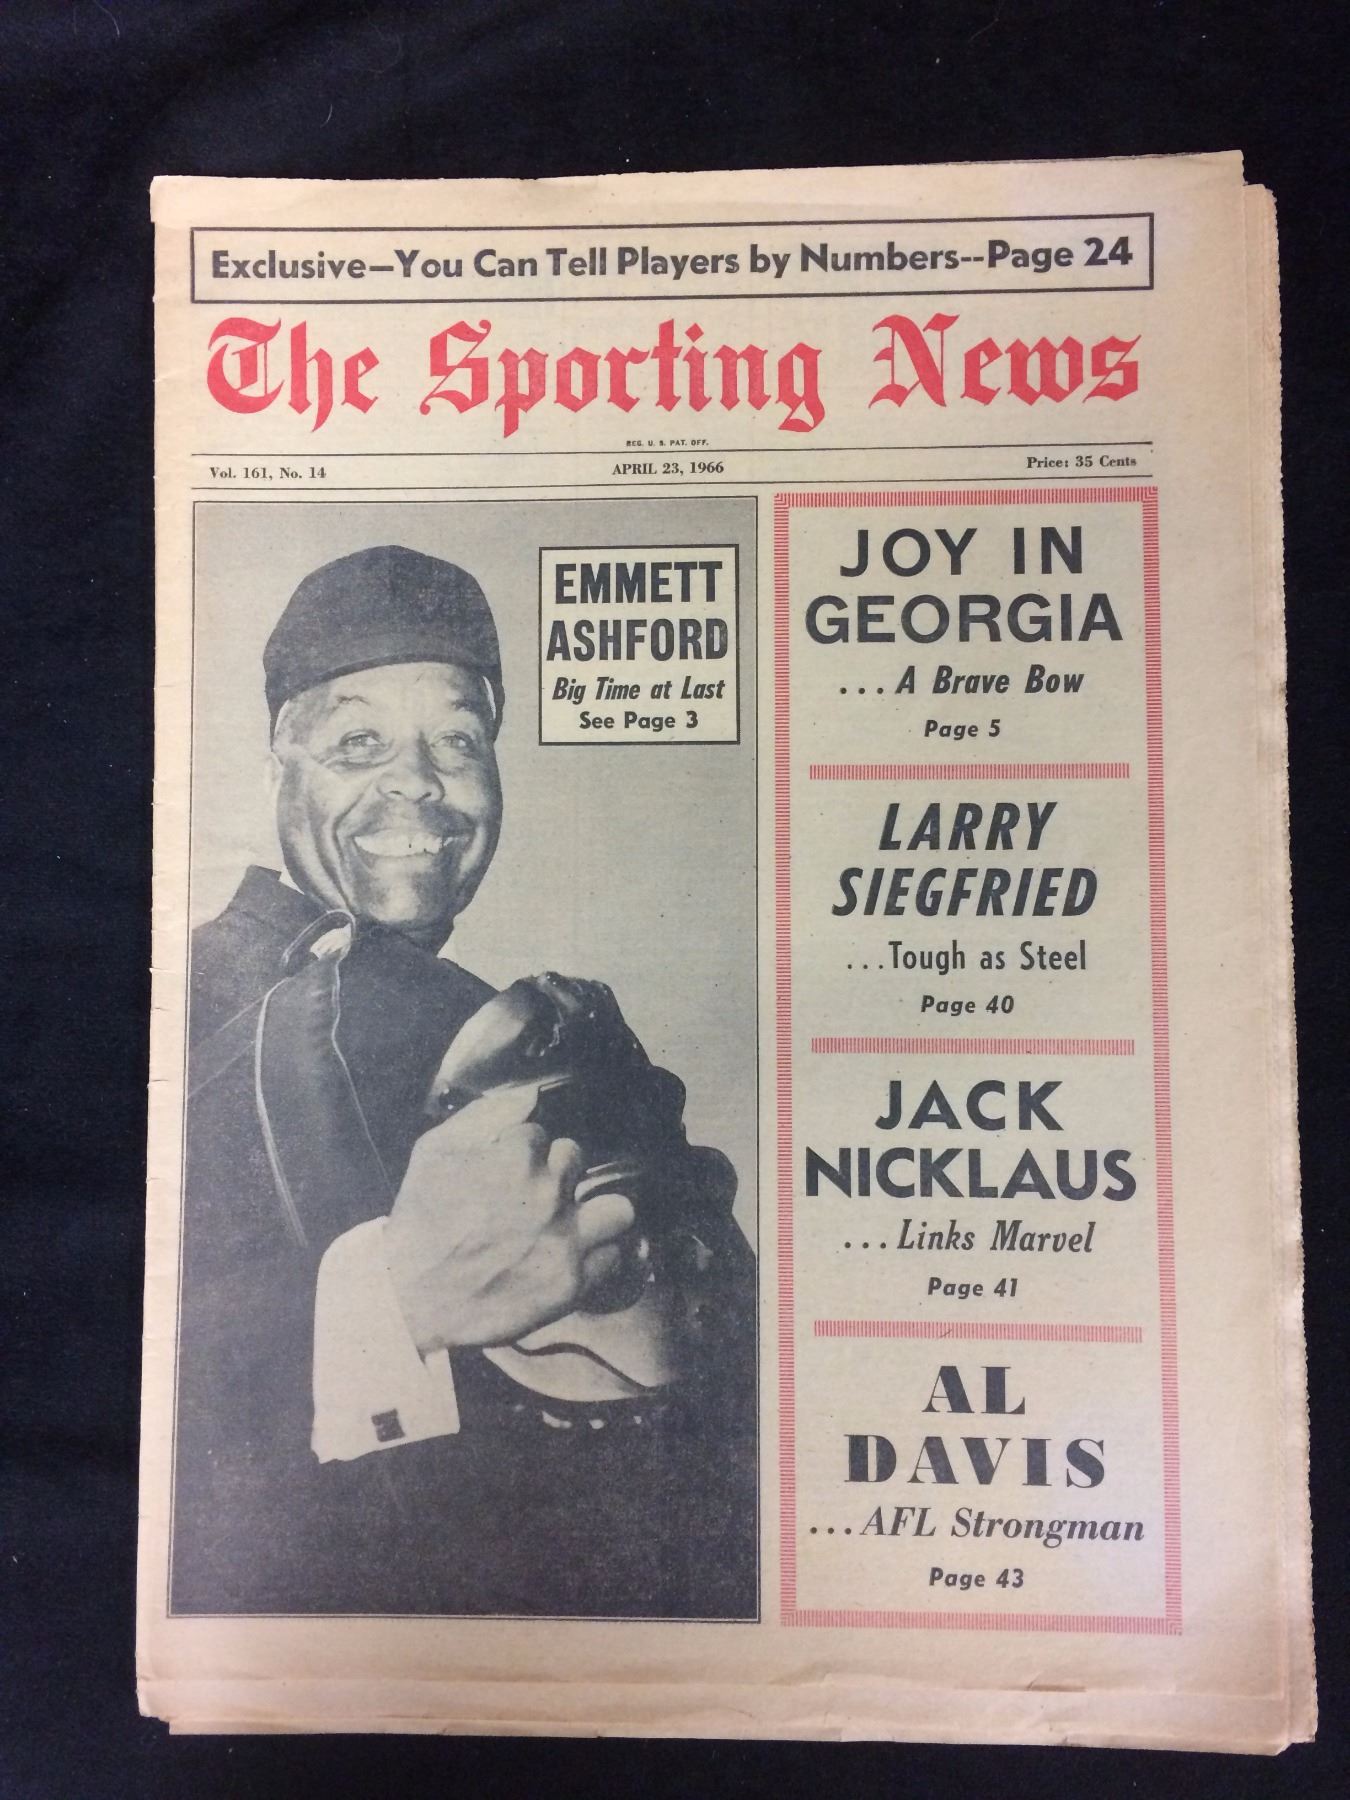 Exclusive—You Can Tell Players by Numbers--Page 24
The Sporting News
REG. U. S. PAT. OFF.
Vol. 161, No. 14 APRIL 23, 1966 Price: 35 Cents
EMMETT
ASHFORD
Big Time at Last
See Page 3
JOY IN
GEORGIA
...A Brave Bow
Page 5
LARRY
SIEGFRIED
...Tough as Steel
Page 40
JACK
NICKLAUS
...Links Marvel
Page 41
AL
DAVIS
...AFL Strongman
Page 43